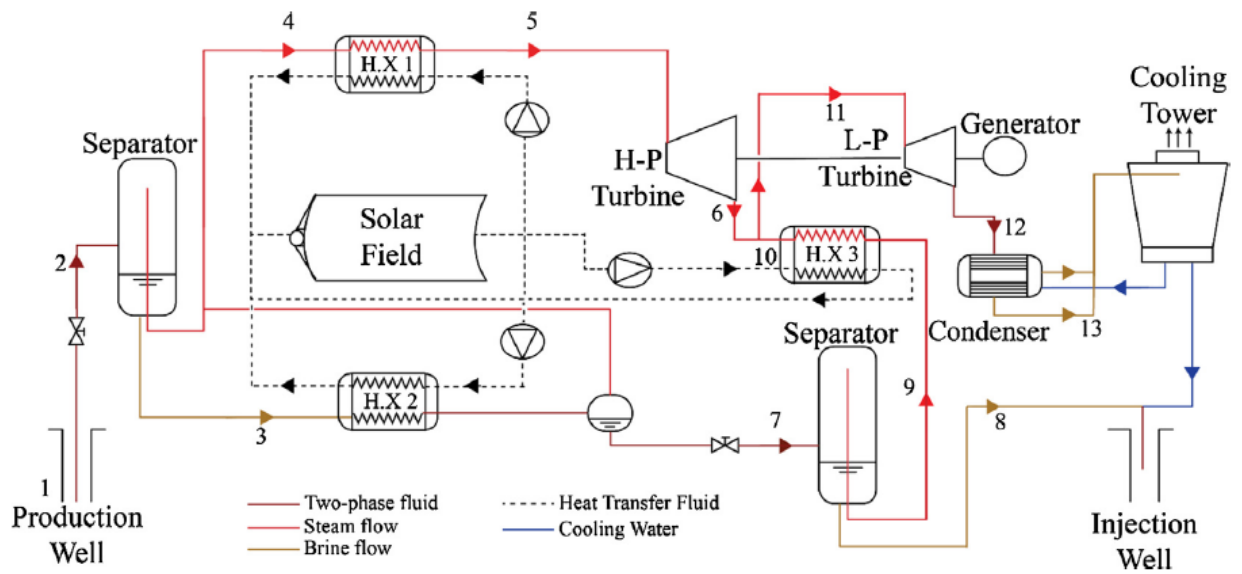 4
5
H.X 1
Cooling
Tower
Separator
11
Generator
H-P
Turbine
L-P
Turbine
Solar
Field
2
6
10
H.X 3
12
Condenser
13
Separator
H.X 2
3
9
7
8
1
Production
Well
Two-phase fluid
Steam flow
Brine flow
Heat Transfer Fluid
Cooling Water
Injection
Well